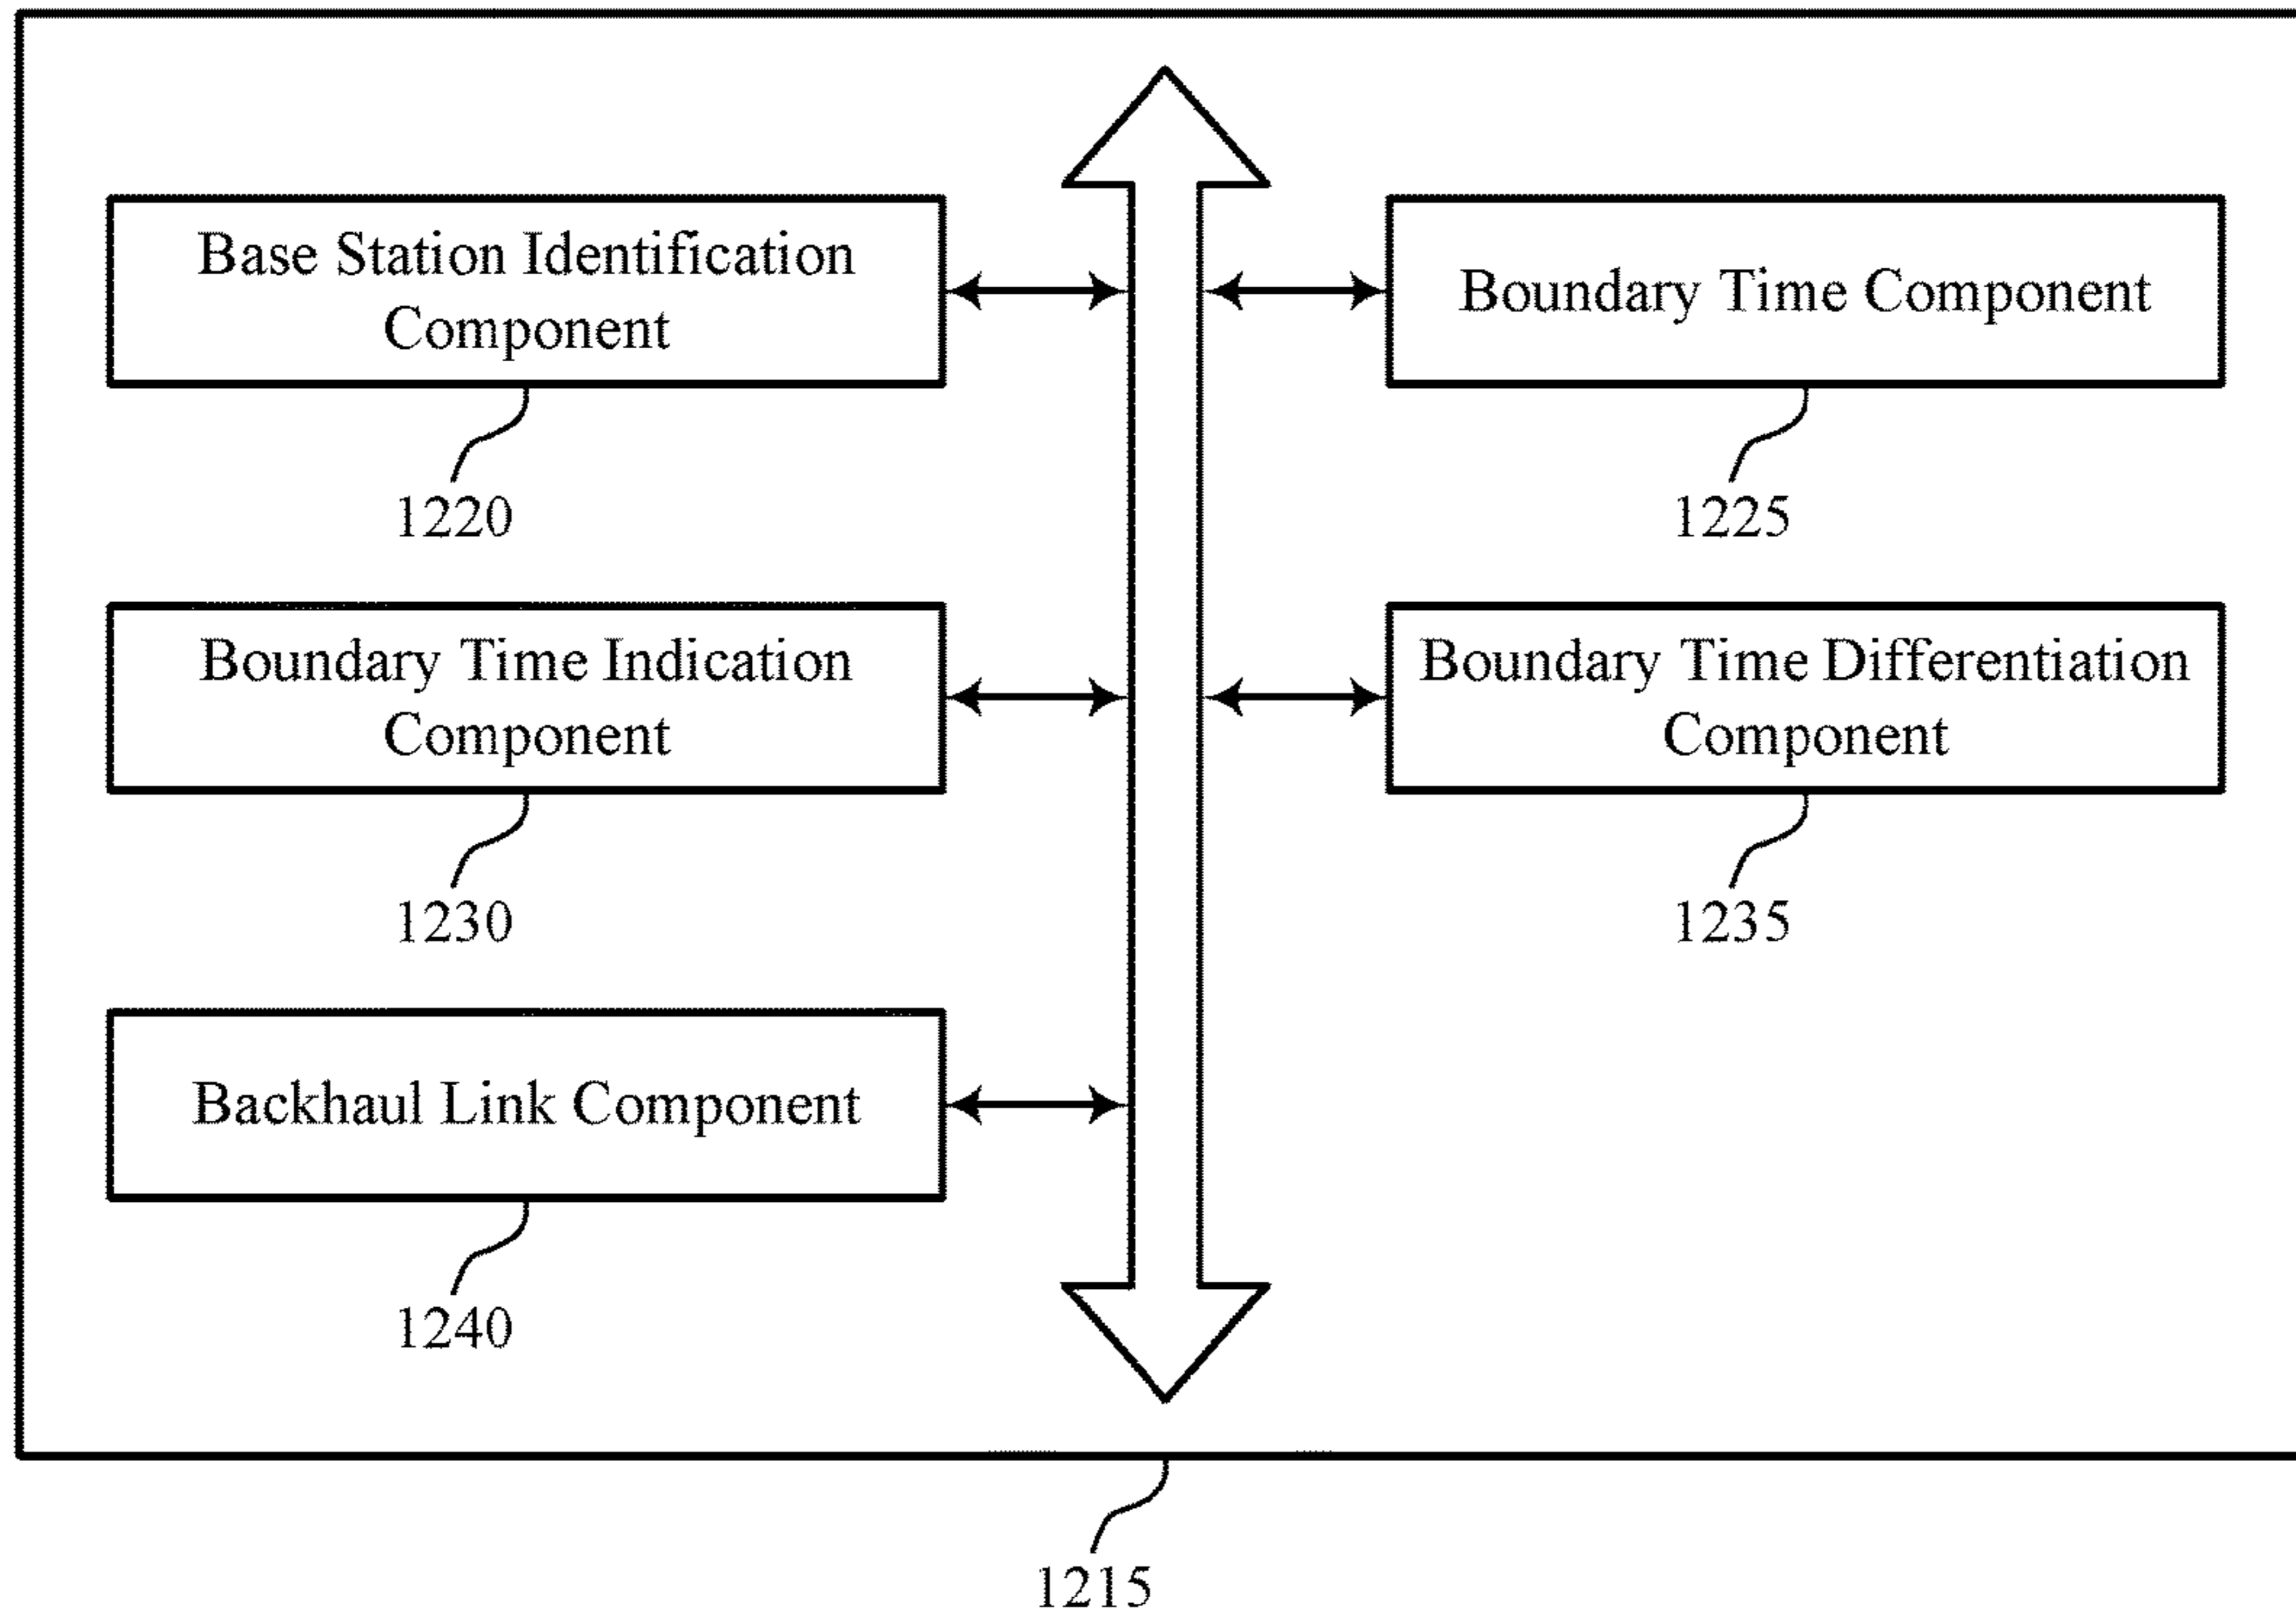 Base Station Identification
Component
1220
Boundary Time Component
1225
Boundary Time Indication
Component
1230
Boundary Time Differentiation
Component
1235
Backhaul Link Component
1240
1215